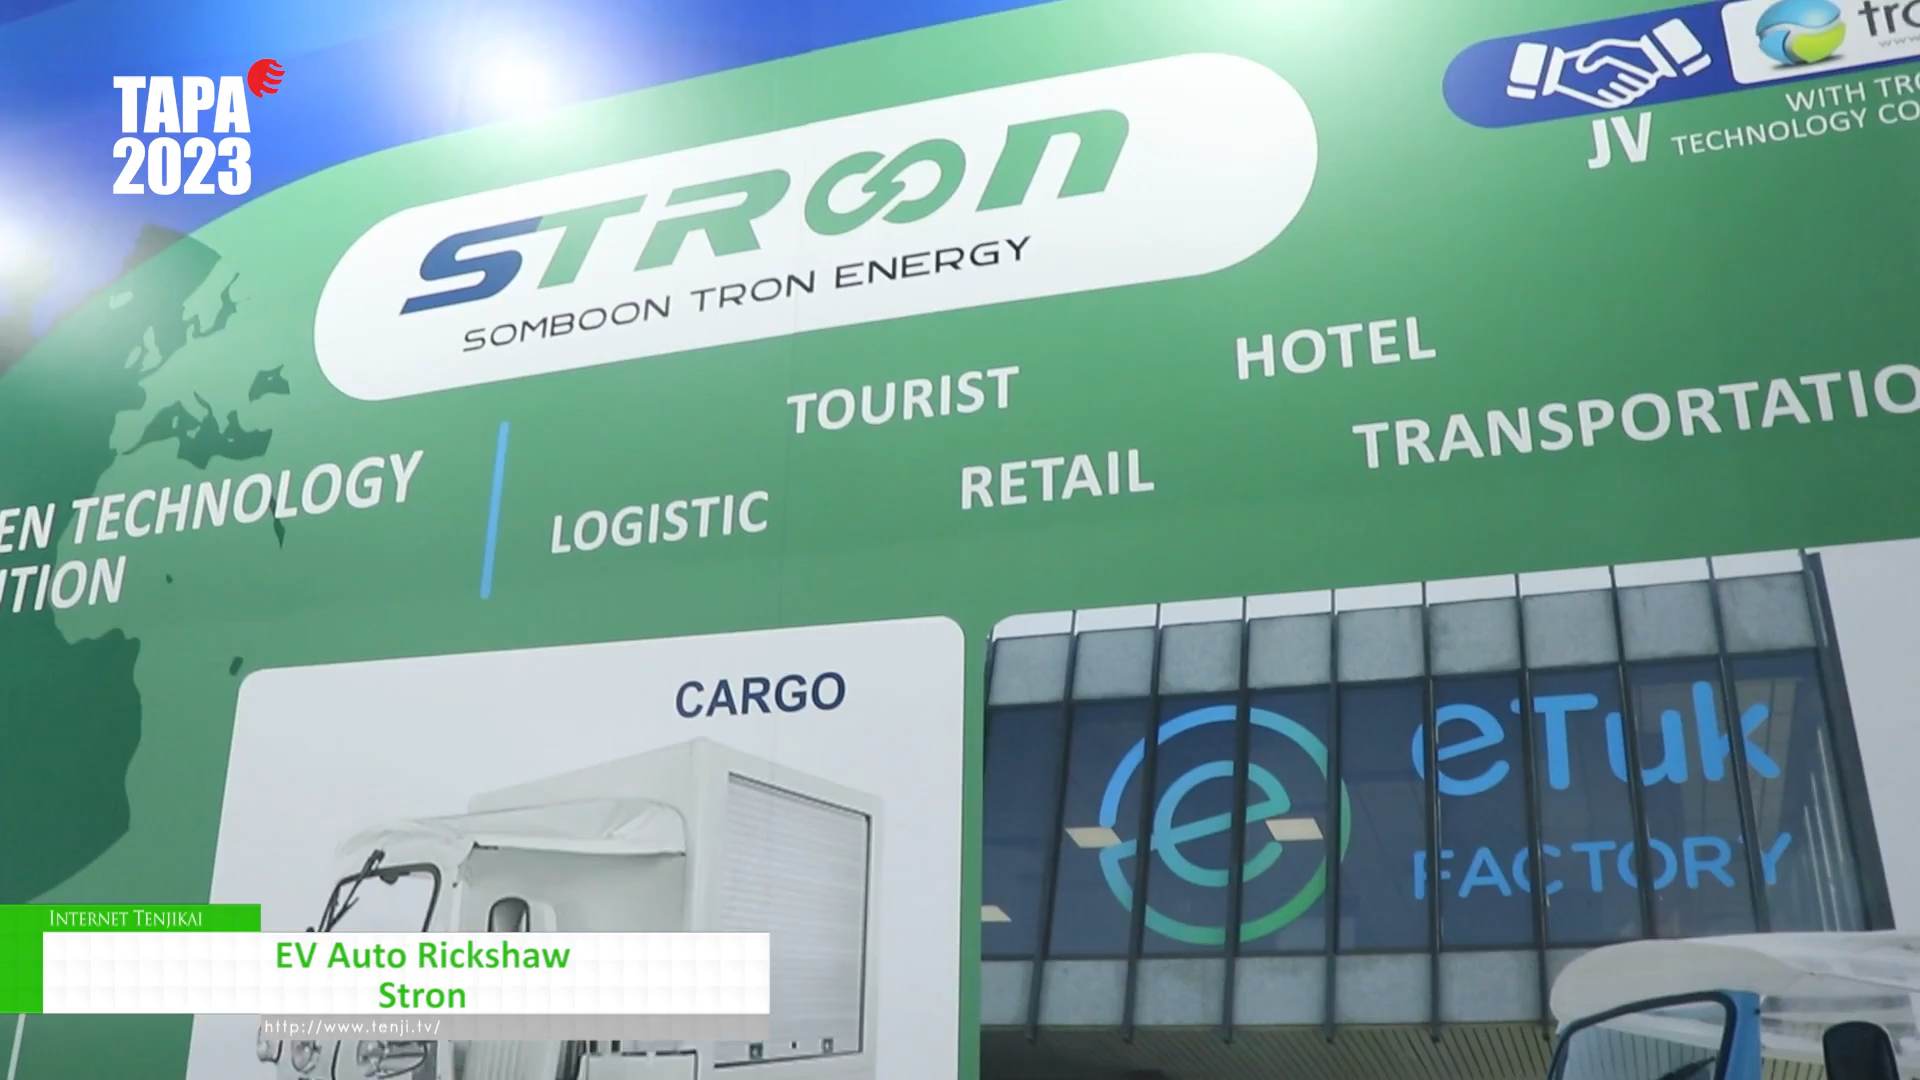 TAPA
2023
STRON
SOMBOON TRON ENERGY
JV
WITH
TECHNOLOGY
TECHNOLOGY
TOURIST
HOTEL
LOGISTIC
RETAIL
CARGO
eTuk
FACTORY
INTERNET TENJIKAI
EV Auto Rickshaw
Stron
http://www.tenji.tv/